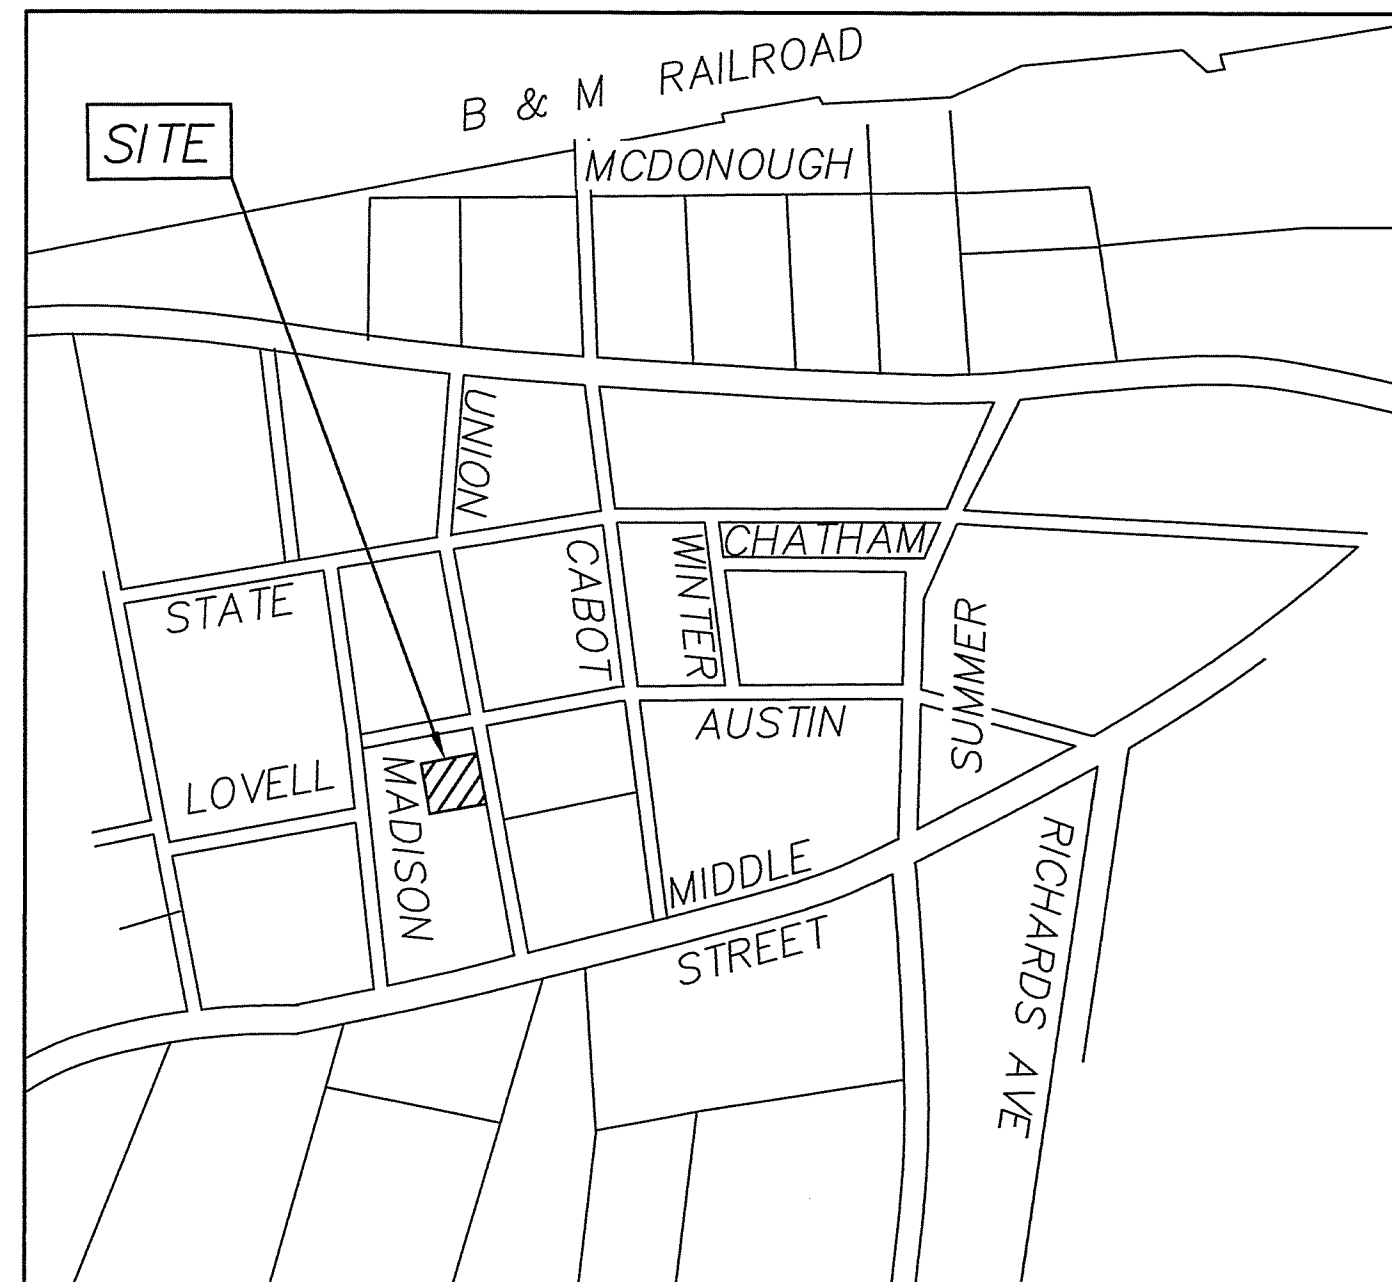 B & M RAILROAD
SITE
MCDONOUGH
UNION
CHATHAM
CABOT
WINTER
STATE
SUMMER
AUSTIN
LOVELL
MADISON
MIDDLE
STREET
RICHARDS AVE